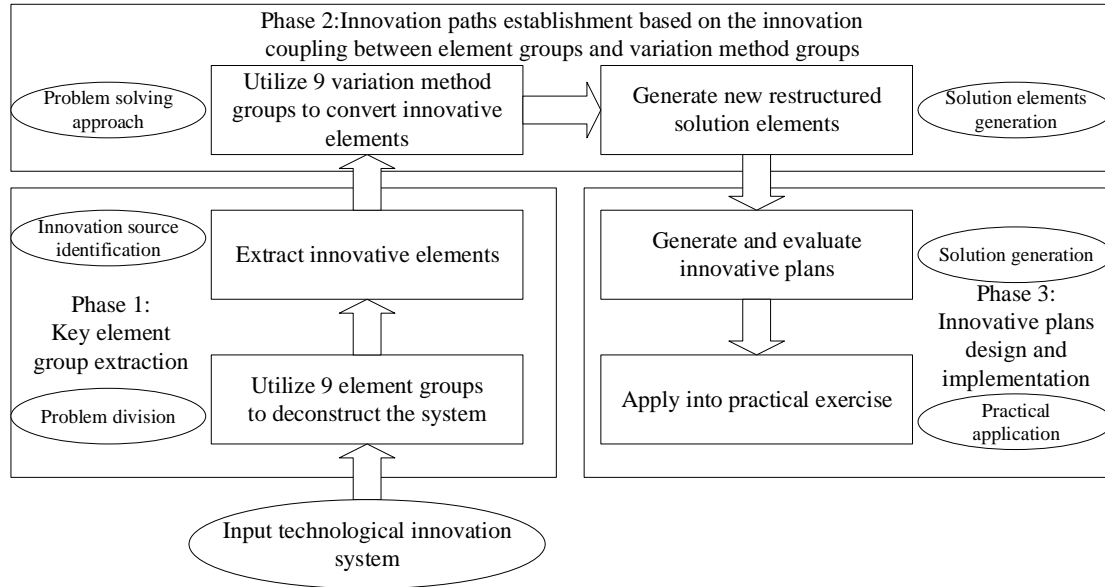 Phase 2:Innovation paths establishment based on the innovation
coupling between element groups and variation method groups
Problem solving
approach
Utilize 9 variation method
groups to convert innovative
elements
Generate new restructured
solution elements
Solution elements
generation
Innovation source
identification
Extract innovative elements
Phase 1:
Key element
group extraction
Problem division
Utilize 9 element groups
to deconstruct the system
Generate and evaluate
innovative plans
Solution generation
Phase 3:
Innovative plans
design and
implementation
Apply into practical exercise
Practical
application
Input technological innovation
system